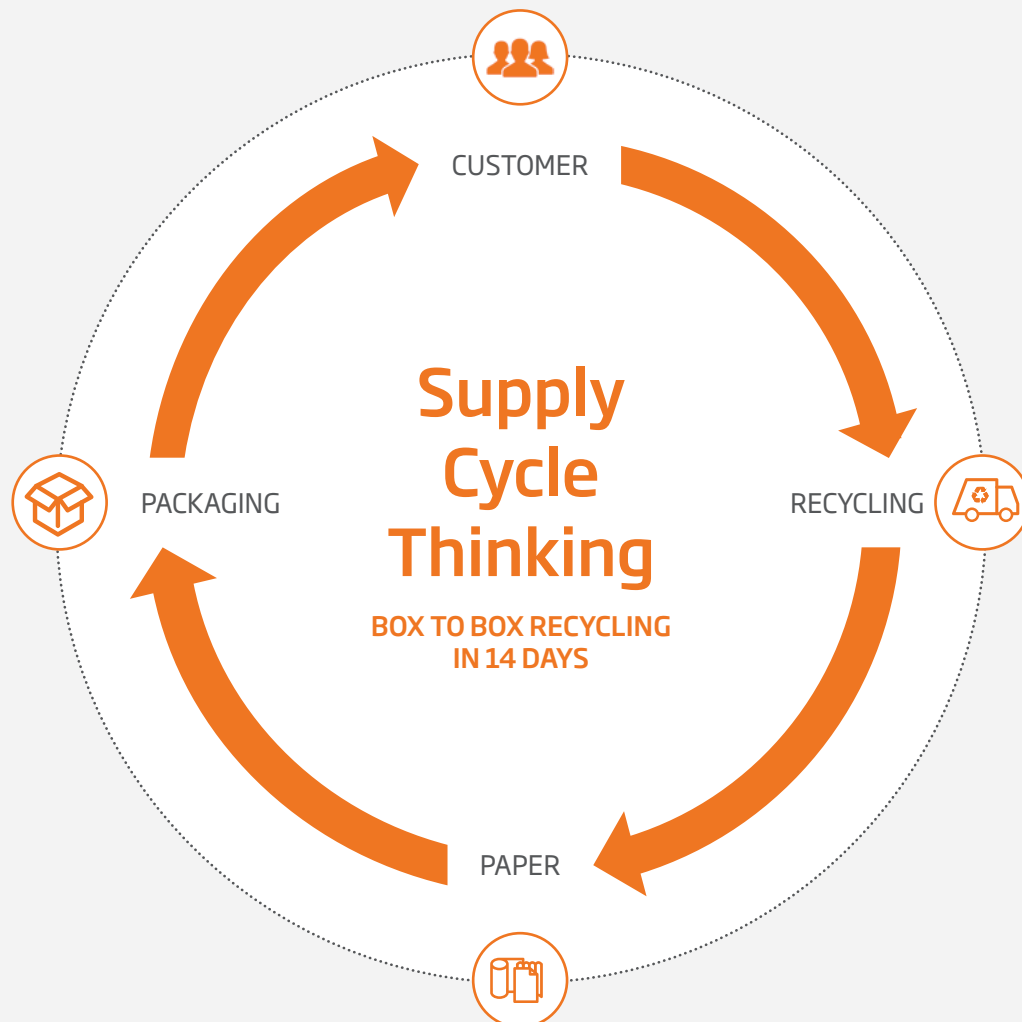 CUSTOMER
Supply
Cycle
Thinking
PACKAGING
RECYCLING
BOX TO BOX RECYCLING
IN 14 DAYS
PAPER